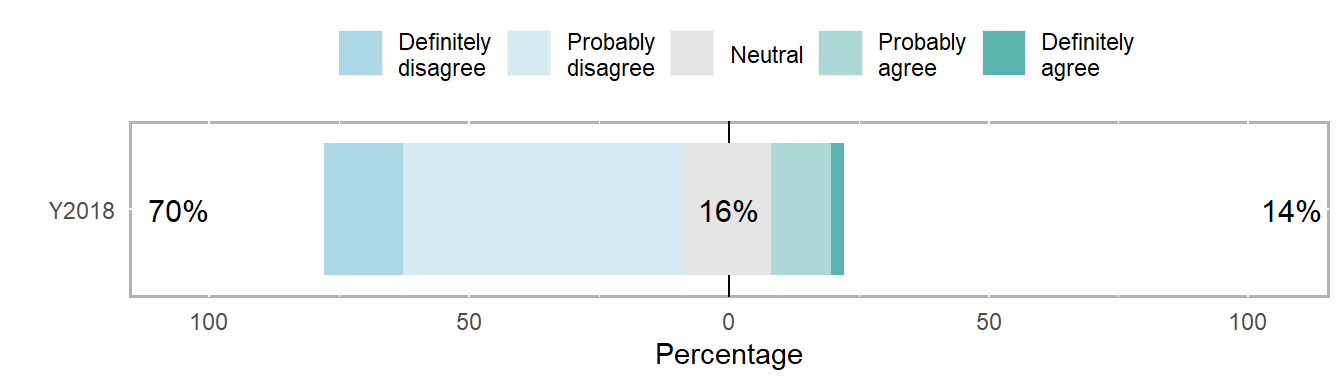 Definitely
disagree
Probably
disagree
Neutral
Probably
agree
Definitely
agree
Y2018
70%
16%
14%
100
50
0
50
100
Percentage